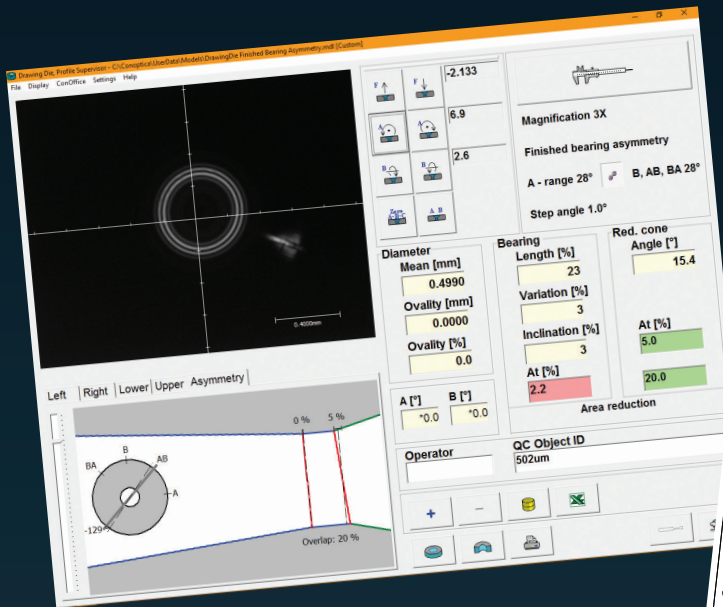 Drawing Die, Profile Supervisor - C:\Conoptica\UserData\Models\DrawingDie Finished Bearing Asymmetry.mdl [Custom]
File Display ConOffice Settings Help
0.4000mm
F F -2.133
A A 6.9
B B 2.6
A B
Magnification 3X
Finished bearing asymmetry
A - range 28° B, AB, BA 28°
Step angle 1.0°
Diameter
Mean [mm]
0.4990
Ovality [mm]
0.0000
Ovality [%]
0.0
A [°] B [°]
*0.0 *0.0
Bearing
Length [%]
23
Variation [%]
3
Inclination [%]
3
At [%]
2.2
Red. cone
Angle [°]
15.4
At [%]
5.0
20.0
Area reduction
Left Right Lower Upper Asymmetry
0 % 5 %
B
BA AB
A
-129°
Overlap: 20 %
Operator
QC Object ID
502um
+ -